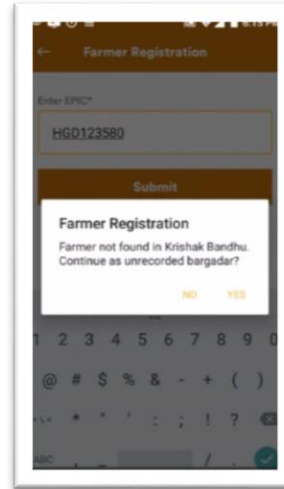 Farmer Registration
Enter EPIC*
HGD123580
Submit
Farmer Registration
Farmer not found in Krishak Bandhu.
Continue as unrecorded bargadar?
NO YES
1 2 3 4 5 6 7 8 9 0
@ # $ % & - + ( )
* " ' : ; ! ?
ABC , _ / .